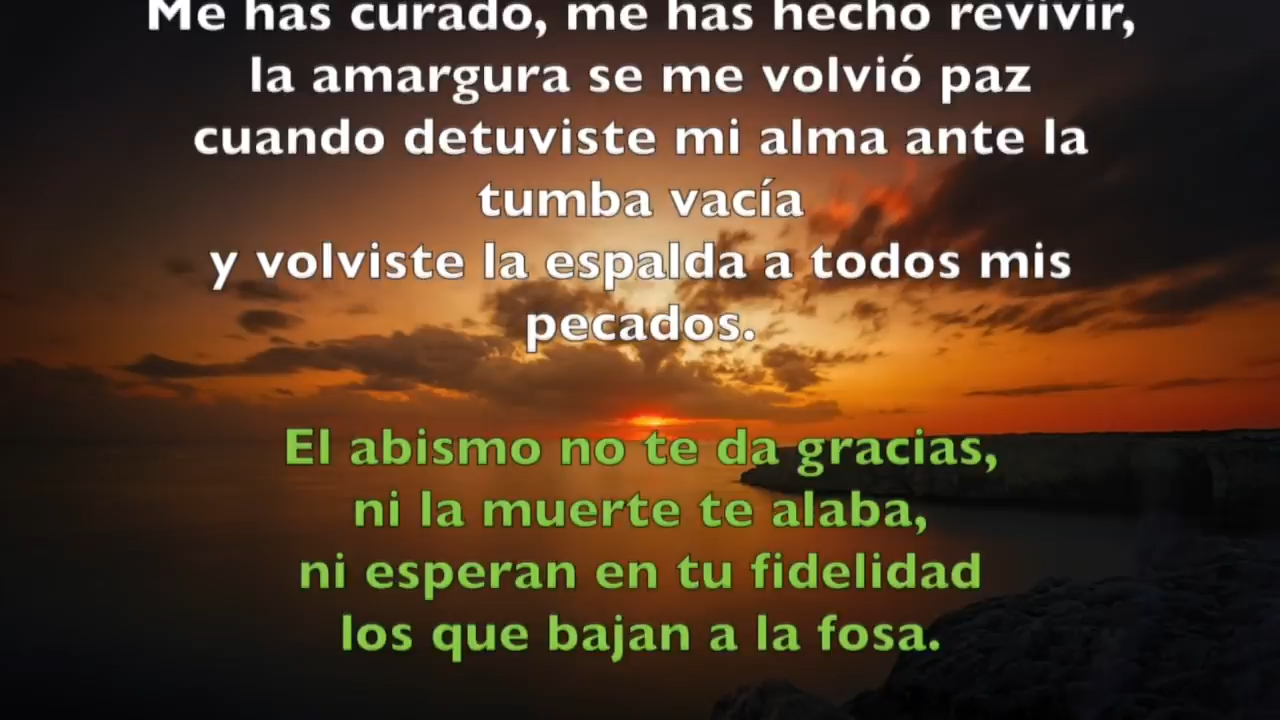 Me has curado, me has hecho revivir,
la amargura se me volvió paz
cuando detuviste mi alma ante la
tumba vacía
y volviste la espalda a todos mis
pecados.
El abismo no te da gracias,
ni la muerte te alaba,
ni esperan en tu fidelidad
los que bajan a la fosa.